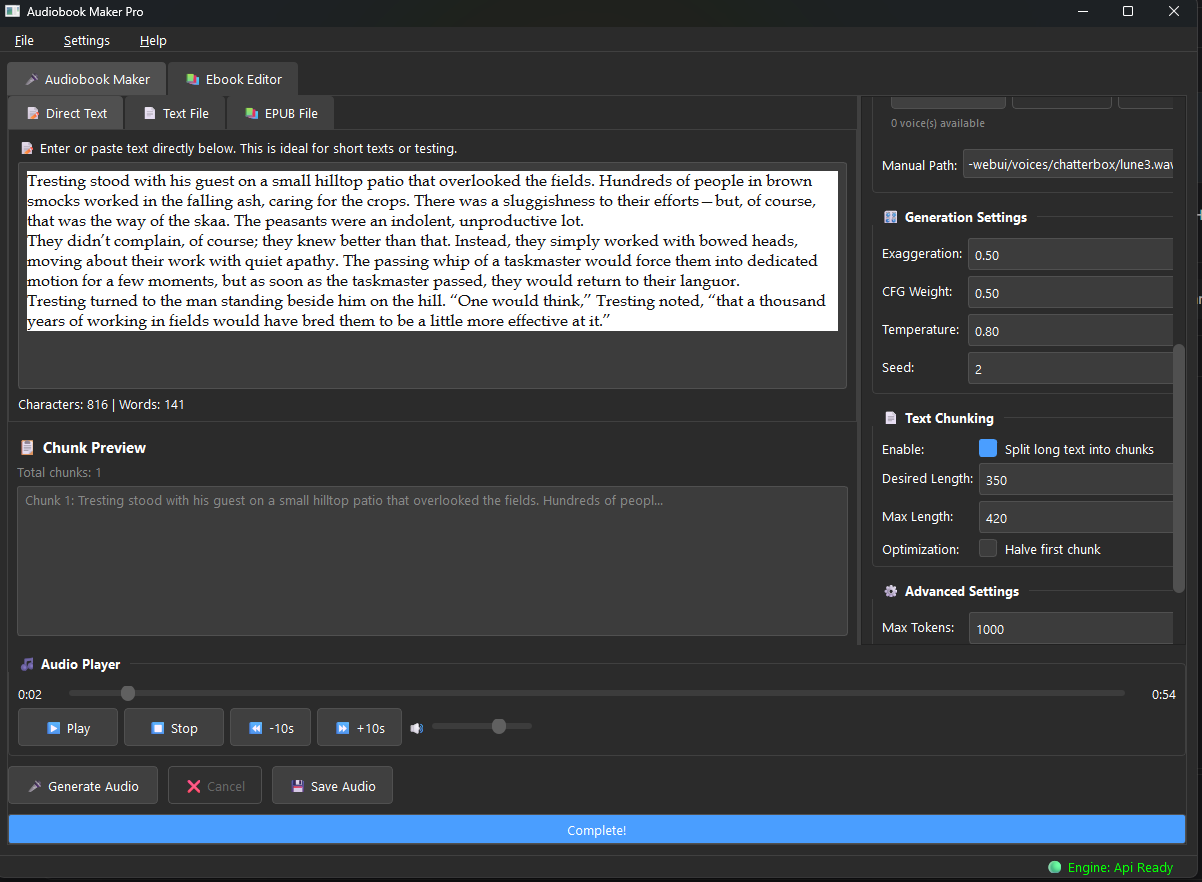 Audiobook Maker Pro
File Settings Help
Audiobook Maker Ebook Editor
Direct Text Text File EPUB File
Enter or paste text directly below. This is ideal for short texts or testing.
Tresting stood with his guest on a small hilltop patio that overlooked the fields. Hundreds of people in brown
smocks worked in the falling ash, caring for the crops. There was a sluggishness to their efforts—but, of course,
that was the way of the skaa. The peasants were an indolent, unproductive lot.
They didn’t complain, of course; they knew better than that. Instead, they simply worked with bowed heads,
moving about their work with quiet apathy. The passing whip of a taskmaster would force them into dedicated
motion for a few moments, but as soon as the taskmaster passed, they would return to their languor.
Tresting turned to the man standing beside him on the hill. “One would think,” Tresting noted, “that a thousand
years of working in fields would have bred them to be a little more effective at it.”
Characters: 816 | Words: 141
Chunk Preview
Total chunks: 1
Chunk 1: Tresting stood with his guest on a small hilltop patio that overlooked the fields. Hundreds of peopl...
0 voice(s) available
Manual Path: -webui/voices/chatterbox/lune3.wav
Generation Settings
Exaggeration: 0.50
CFG Weight: 0.50
Temperature: 0.80
Seed: 2
Text Chunking
Enable: Split long text into chunks
Desired Length: 350
Max Length: 420
Optimization: Halve first chunk
Advanced Settings
Max Tokens: 1000
Audio Player
0:02 0:54
Play Stop -10s +10s
Generate Audio Cancel Save Audio
Complete!
Engine: Api Ready